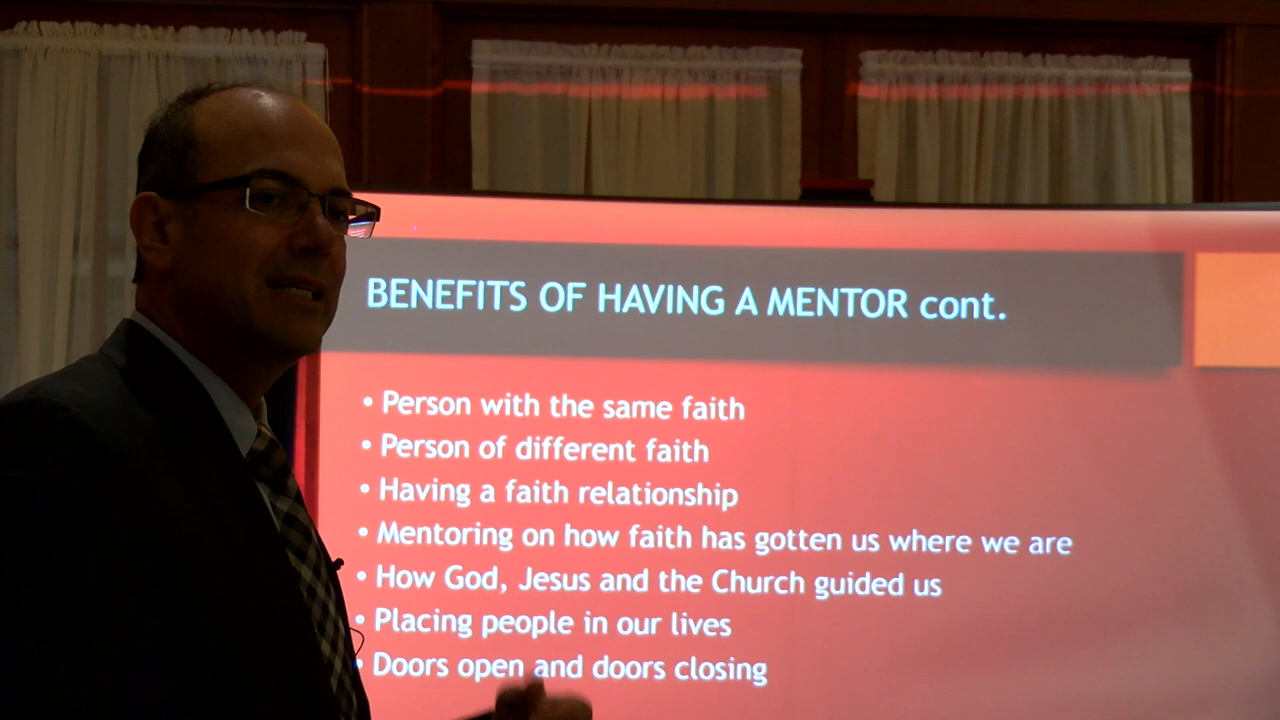 BENEFITS OF HAVING A MENTOR cont.
• Person with the same faith
• Person of different faith
• Having a faith relationship
• Mentoring on how faith has gotten us where we are
• How God, Jesus and the Church guided us
• Placing people in our lives
• Doors open and doors closing